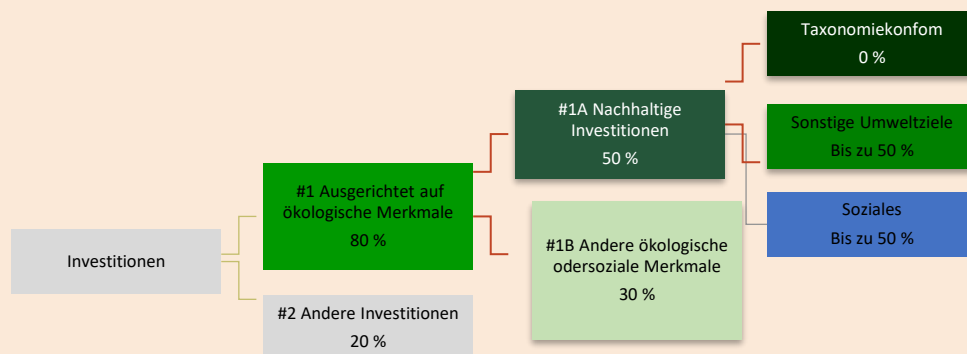 Investitionen
#1 Ausgerichtet auf
ökologische Merkmale
80 %
#2 Andere Investitionen
20 %
#1A Nachhaltige
Investitionen
50 %
#1B Andere ökologische
odersoziale Merkmale
30 %
Taxonomiekonfom
0 %
Sonstige Umweltziele
Bis zu 50 %
Soziales
Bis zu 50 %